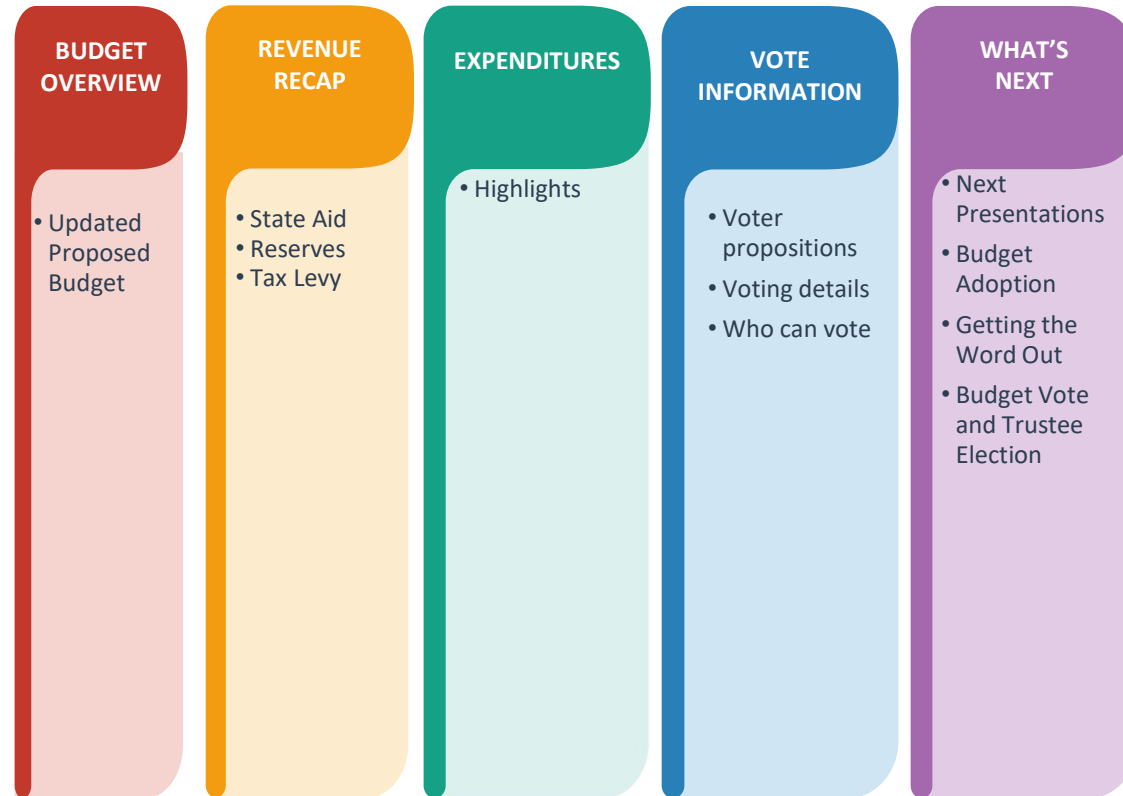 BUDGET
OVERVIEW
• Updated
Proposed
Budget
REVENUE
RECAP
• State Aid
• Reserves
• Tax Levy
EXPENDITURES
• Highlights
VOTE
INFORMATION
• Voter
propositions
• Voting details
• Who can vote
WHAT’S
NEXT
• Next
Presentations
• Budget
Adoption
• Getting the
Word Out
• Budget Vote
and Trustee
Election